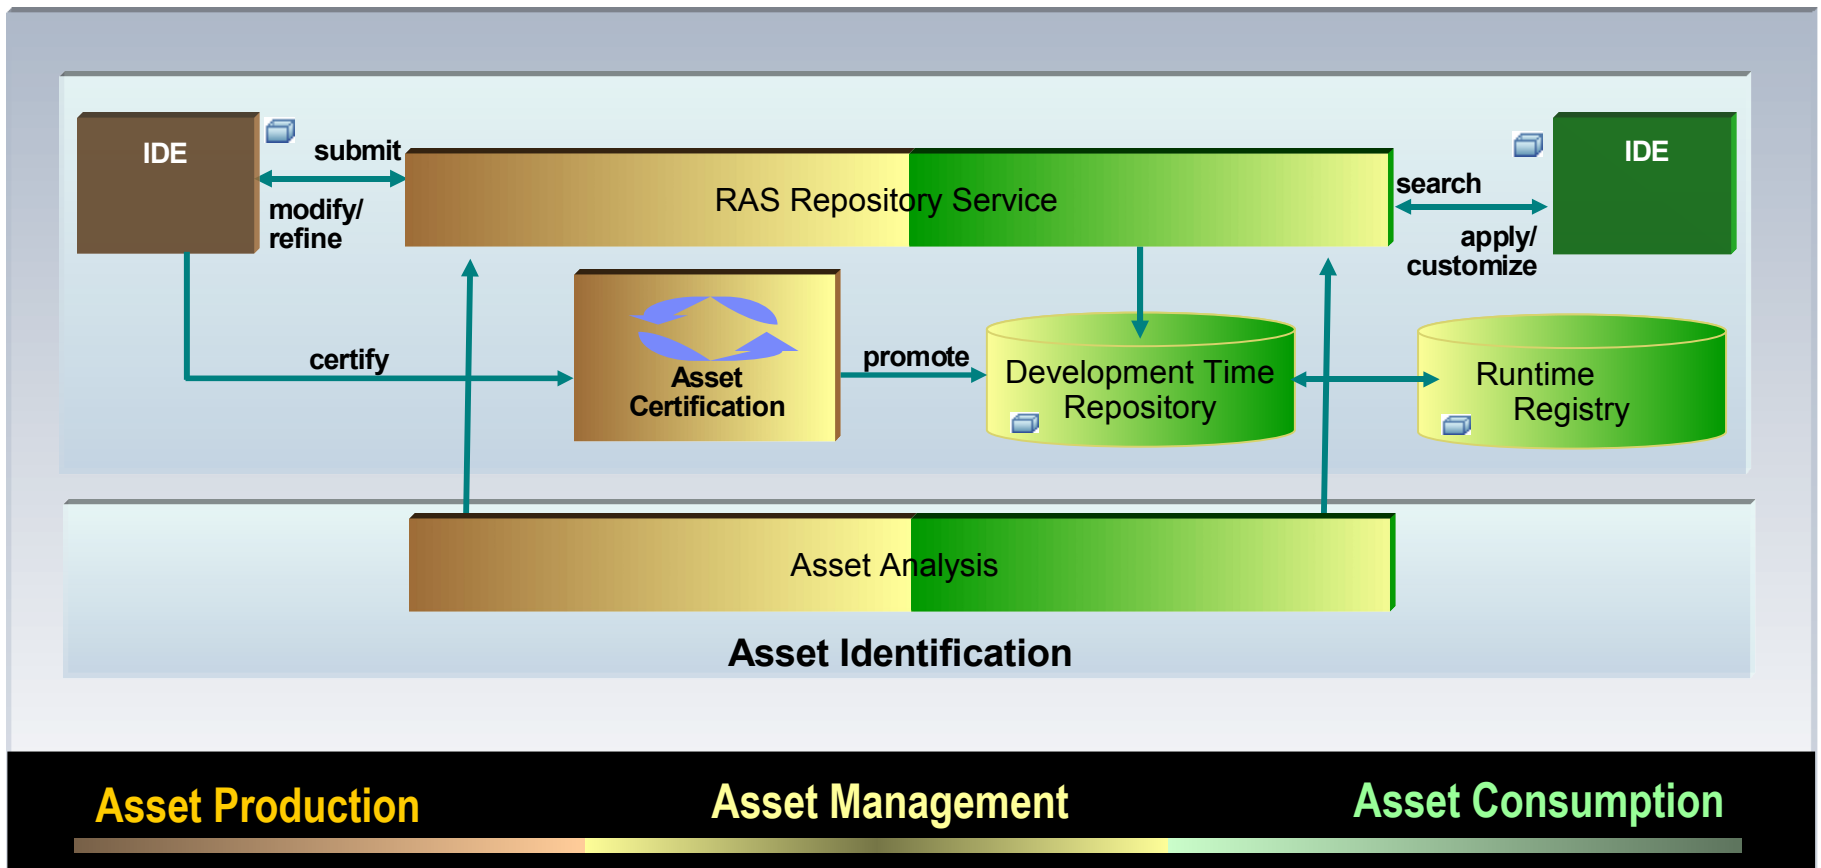 IDE
submit
modify/
refine
RAS Repository Service
IDE
search
apply/
customize
certify
Asset
Certification
promote
Development Time
Repository
Runtime
Registry
Asset Analysis
Asset Identification
Asset Production
Asset Management
Asset Consumption